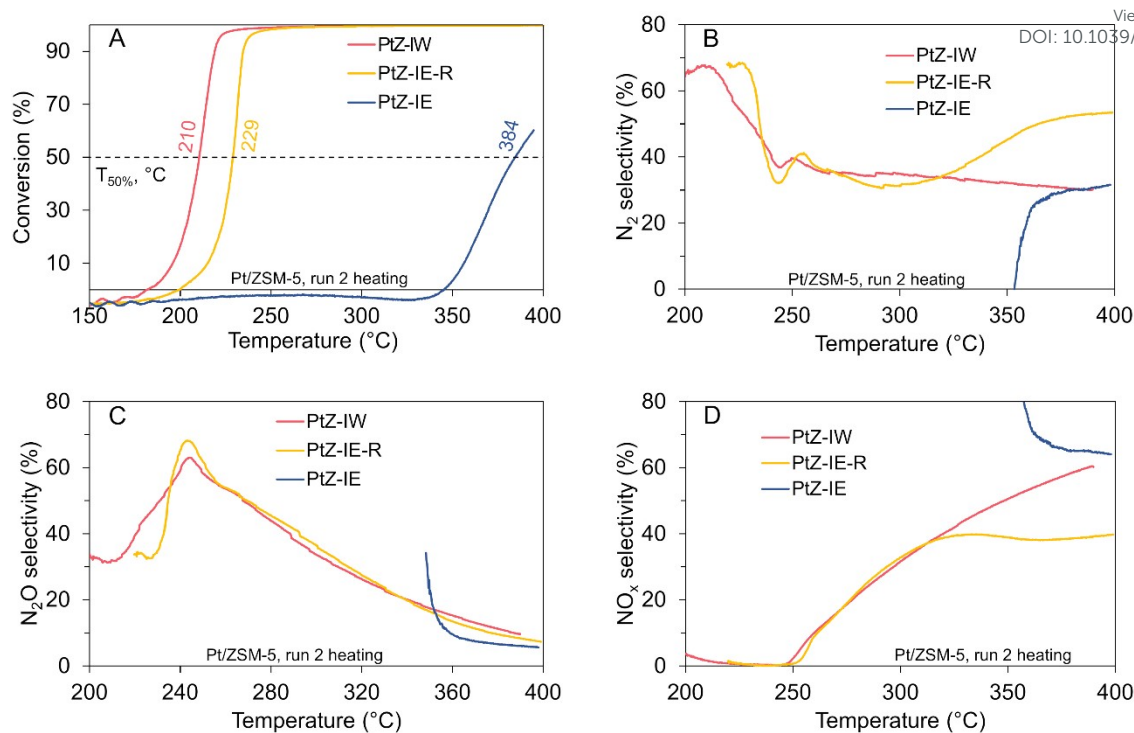 Vie
DOI: 10.1039/
A
PtZ-IW
PtZ-IE-R
PtZ-IE
210
229
384
T50%, °C
Pt/ZSM-5, run 2 heating
Conversion (%)
90
70
50
30
10
150
200
250
300
350
400
Temperature (°C)
B
PtZ-IW
PtZ-IE-R
PtZ-IE
Pt/ZSM-5, run 2 heating
N2 selectivity (%)
80
60
40
20
0
200
250
300
350
400
Temperature (°C)
C
PtZ-IW
PtZ-IE-R
PtZ-IE
Pt/ZSM-5, run 2 heating
N2O selectivity (%)
80
60
40
20
0
200
240
280
320
360
400
Temperature (°C)
D
PtZ-IW
PtZ-IE-R
PtZ-IE
Pt/ZSM-5, run 2 heating
NOx selectivity (%)
80
60
40
20
0
200
250
300
350
400
Temperature (°C)